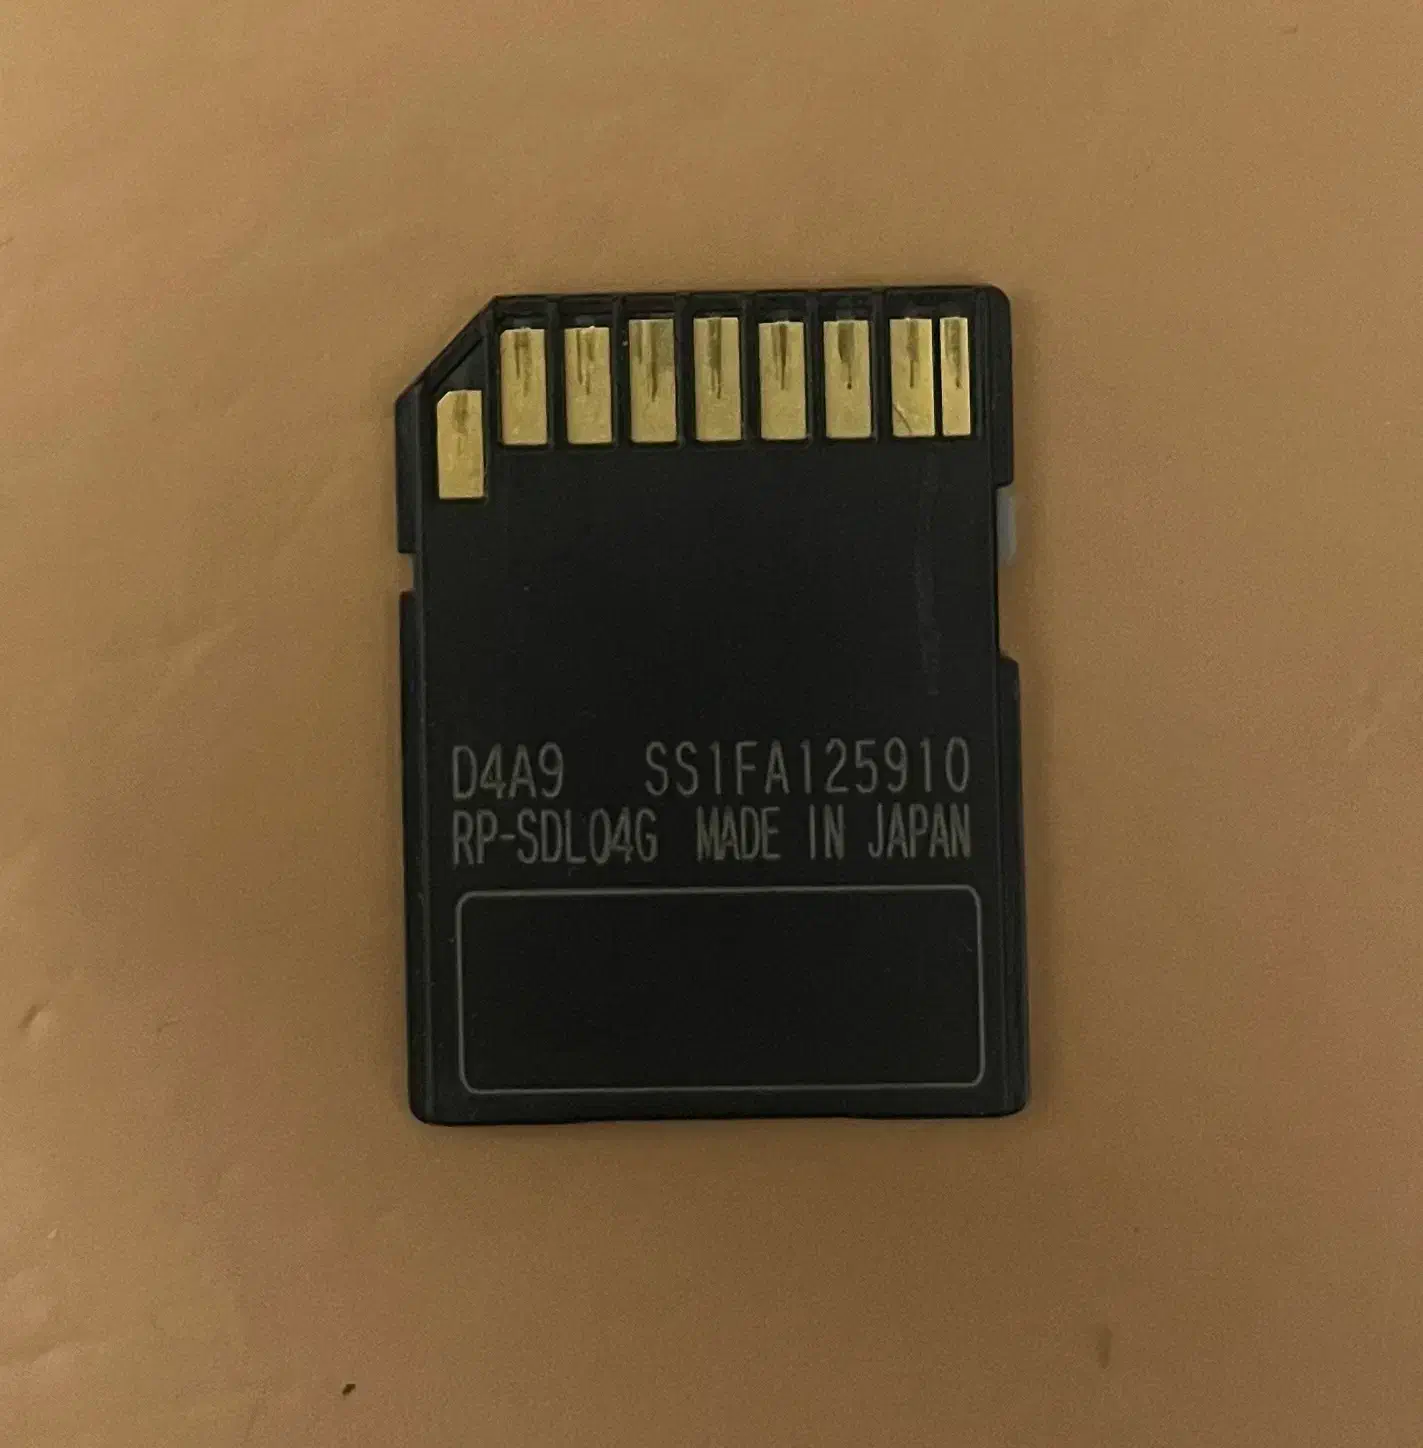 D4A9 SS1FA125910
RP-SDL04G MADE IN JAPAN